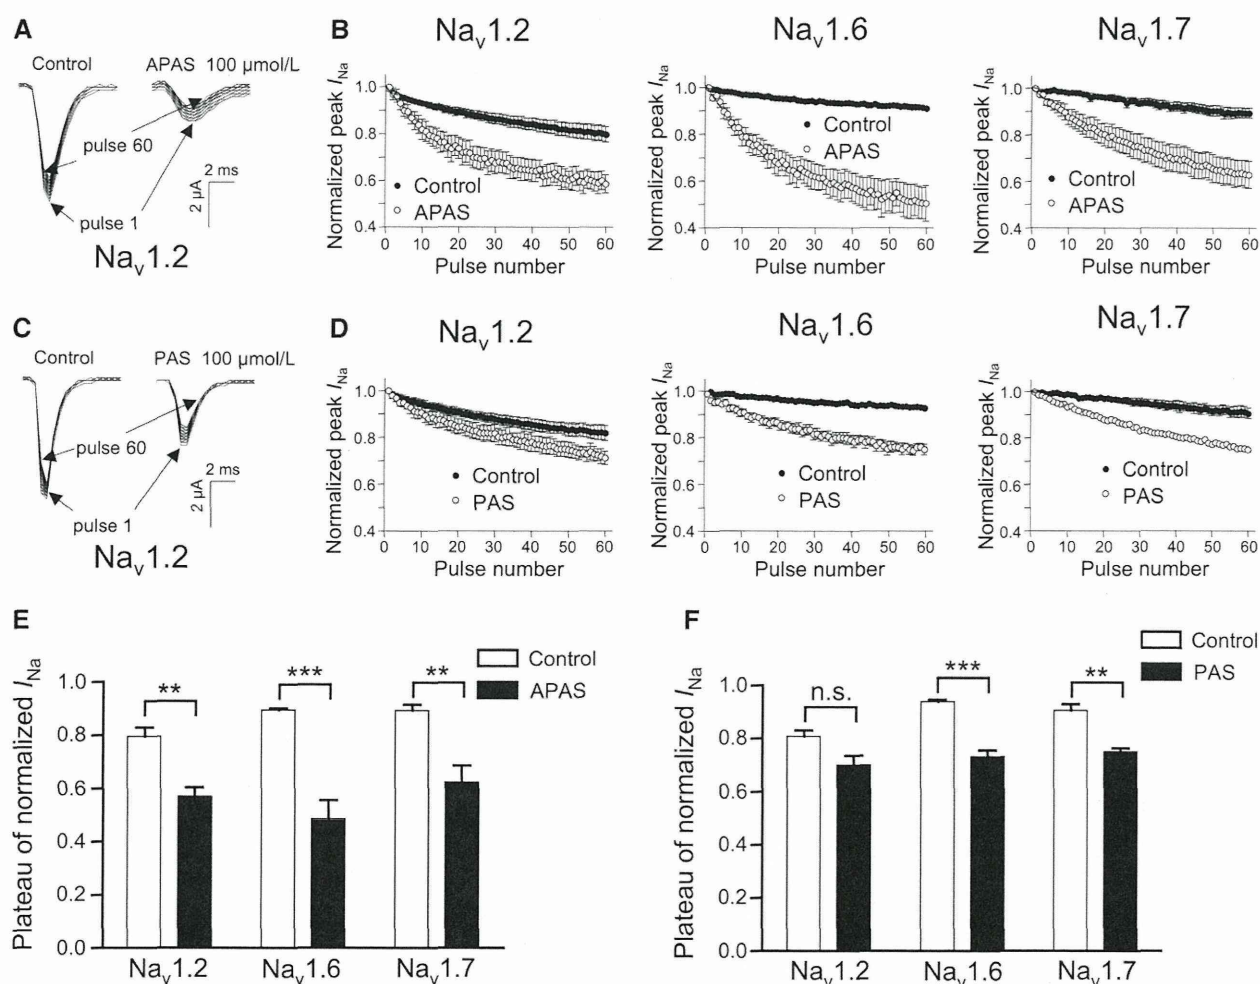 A
Control
APAS 100 µmol/L
pulse 60
2 ms
2 µA
pulse 1
Nav1.2
B
Nav1.2
Normalized peak INa
1.0
0.8
0.6
0.4
Control
APAS
0 10 20 30 40 50 60
Pulse number
Nav1.6
Normalized peak INa
1.0
0.8
0.6
0.4
Control
APAS
0 10 20 30 40 50 60
Pulse number
Nav1.7
Normalized peak INa
1.0
0.8
0.6
0.4
Control
APAS
0 10 20 30 40 50 60
Pulse number
C
Control
PAS 100 µmol/L
pulse 60
2 ms
2 µA
pulse 1
Nav1.2
D
Nav1.2
Normalized peak INa
1.0
0.8
0.6
0.4
Control
PAS
0 10 20 30 40 50 60
Pulse number
Nav1.6
Normalized peak INa
1.0
0.8
0.6
0.4
Control
PAS
0 10 20 30 40 50 60
Pulse number
Nav1.7
Normalized peak INa
1.0
0.8
0.6
0.4
Control
PAS
0 10 20 30 40 50 60
Pulse number
E
Control
APAS
Plateau of normalized INa
1.0
0.8
0.6
0.4
0.2
0.0
** *** **
Nav1.2 Nav1.6 Nav1.7
F
Control
PAS
Plateau of normalized INa
1.0
0.8
0.6
0.4
0.2
0.0
n.s. *** **
Nav1.2 Nav1.6 Nav1.7